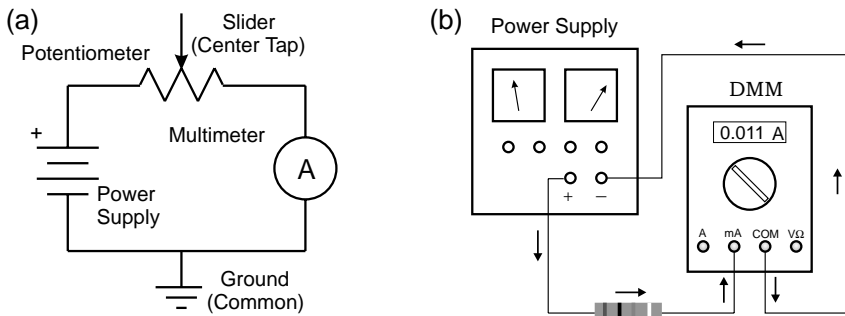 (a)
Slider
(Center Tap)
Potentiometer
+
Multimeter
A
Power
Supply
Ground
(Common)
(b)
Power Supply
DMM
0.011 A
+ −
A mA COM VΩ